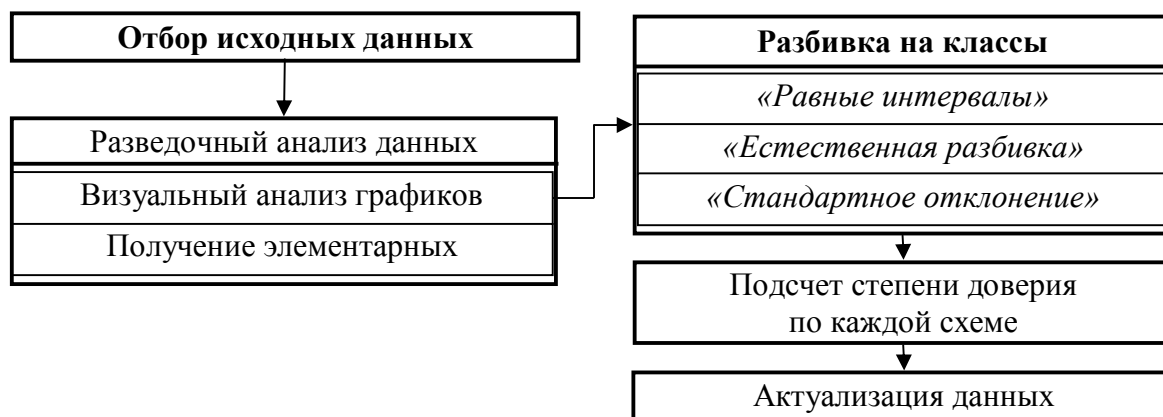 Отбор исходных данных
Разведочный анализ данных
Визуальный анализ графиков
Получение элементарных
Разбивка на классы
«Равные интервалы»
«Естественная разбивка»
«Стандартное отклонение»
Подсчет степени доверия
по каждой схеме
Актуализация данных